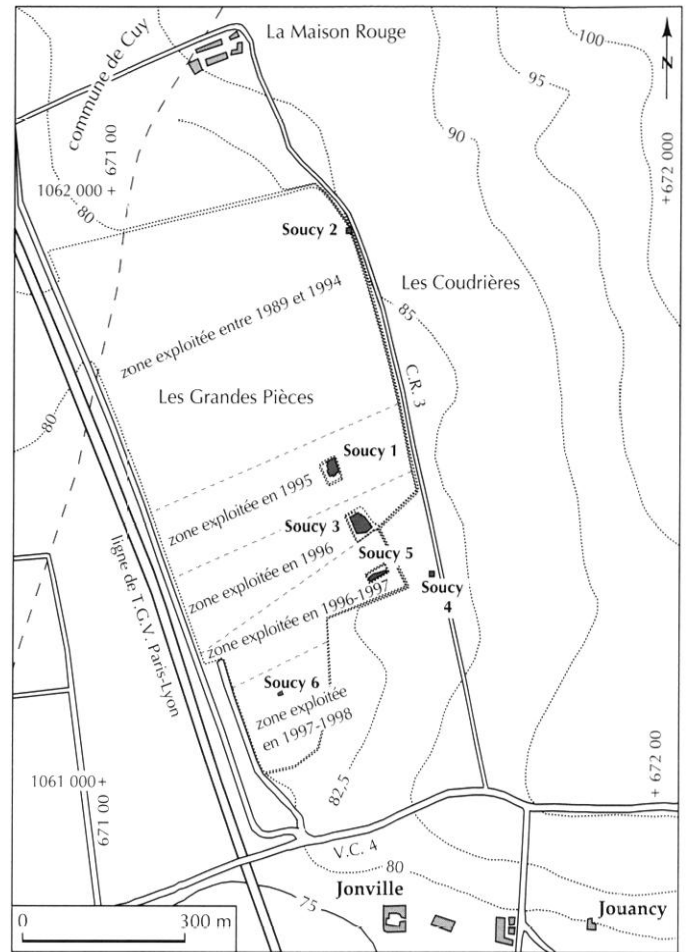 La Maison Rouge
commune de Cuy
100
95
90
N
+672 000
671 00
1062 000 +
80
Soucy 2
Les Coudrières
zone exploitée entre 1989 et 1994
85
C.R. 3
Les Grandes Pièces
80
Soucy 1
zone exploitée en 1995
Soucy 3
zone exploitée en 1996
Soucy 5
zone exploitée en 1996-1997
Soucy
4
ligne de T.G.V. Paris-Lyon
Soucy 6
zone exploitée
en 1997-1998
82,5
1061 000 +
671 00
+ 672 00
V.C. 4
80
75
Jonville
Jouancy
0 300 m